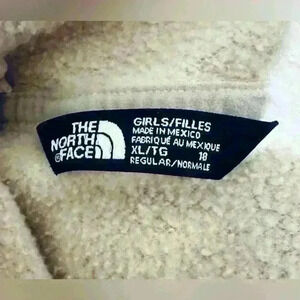 THE
NORTH
FACE
GIRLS/FILLES
MADE IN MEXICO
FABRIQUÉ AU MEXIQUE
XL/TG 18
REGULAR/NORMALE